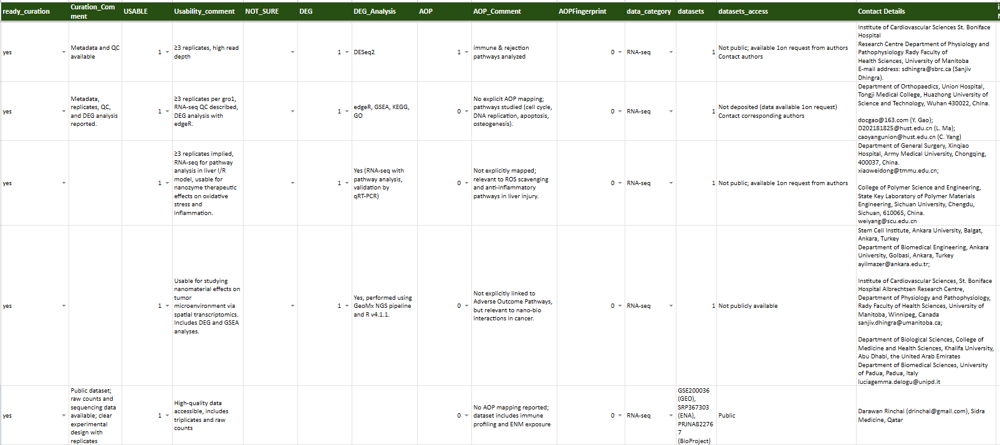 ready_curation
Curation_Com
ment
USABLE
Usability_comment
NOT_SURE
DEG
DEG_Analysis
AOP
AOP_Comment
AOPFingerprint
data_category
datasets
datasets_access
Contact Details
yes
Metadata and QC
available
1
≥3 replicates, high read
depth
1
DESeq2
1
immune & rejection
pathways analyzed
0
RNA-seq
1
Not public; available 1on request from authors
Contact authors
Institute of Cardiovascular Sciences St. Boniface
Hospital
Research Centre Department of Physiology and
Pathophysiology Rady Faculty of
Health Sciences, University of Manitoba
E-mail address: sdhingra@sbrc.ca (Sanjiv
Dhingra).
yes
Metadata,
replicates, QC,
and DEG analysis
reported.
1
≥3 replicates per gro1,
RNA-seq QC described,
DEG analysis with
edgeR.
1
edgeR, GSEA, KEGG,
GO
0
No explicit AOP mapping;
pathways studied (cell cycle,
DNA replication, apoptosis,
osteogenesis).
0
RNA-seq
1
Not deposited (data available 1on request)
Contact corresponding authors
Department of Orthopaedics, Union Hospital,
Tongji Medical College, Huazhong University of
Science and Technology, Wuhan 430022, China.
docgao@163.com (Y. Gao);
D202181825@hust.edu.cn (L. Ma);
caoyangunion@hust.edu.cn (C. Yang)
yes
1
≥3 replicates implied,
RNA-seq for pathway
analysis in liver I/R
model, usable for
nanozyme therapeutic
effects on oxidative
stress and
inflammation.
1
Yes (RNA-seq with
pathway analysis,
validation by
qRT-PCR)
0
Not explicitly mapped;
relevant to ROS scavenging
and anti-inflammatory
pathways in liver injury.
0
RNA-seq
1
Not public; available 1on request from authors
Department of General Surgery, Xinqiao
Hospital, Army Medical University, Chongqing,
400037, China.
xiaoweidong@tmmu.edu.cn;
College of Polymer Science and Engineering,
State Key Laboratory of Polymer Materials
Engineering, Sichuan University, Chengdu,
Sichuan, 610065, China.
weiyang@scu.edu.cn
yes
1
Usable for studying
nanomaterial effects on
tumor
microenvironment via
spatial transcriptomics.
Includes DEG and GSEA
analyses.
1
Yes, performed using
GeoMx NGS pipeline
and R v4.1.1.
0
Not explicitly linked to
Adverse Outcome Pathways,
but relevant to nano-bio
interactions in cancer.
0
RNA-seq
1
Not publicly available
Stem Cell Institute, Ankara University, Balgat,
Ankara, Turkey
Department of Biomedical Engineering, Ankara
University, Golbasi, Ankara, Turkey
ayilmazer@ankara.edu.tr;
Institute of Cardiovascular Sciences, St. Boniface
Hospital Albrechtsen Research Centre,
Department of Physiology and Pathophysiology,
Rady Faculty of Health Sciences, University of
Manitoba, Winnipeg, Canada
sanjiv.dhingra@umanitoba.ca;
Department of Biological Sciences, College of
Medicine and Health Sciences, Khalifa University,
Abu Dhabi, the United Arab Emirates
Department of Biomedical Sciences, University
of Padua, Padua, Italy
luciagemma.delogu@unipd.it
yes
Public dataset;
raw counts and
sequencing data
available; clear
experimental
design with
replicates
1
High-quality data
accessible, includes
triplicates and raw
counts
0
No AOP mapping reported;
dataset includes immune
profiling and ENM exposure
0
RNA-seq
GSE200036
(GEO),
SRP367303
(ENA),
PRJNA82276
7
(BioProject)
Public
Darawan Rinchai (drinchai@gmail.com), Sidra
Medicine, Qatar